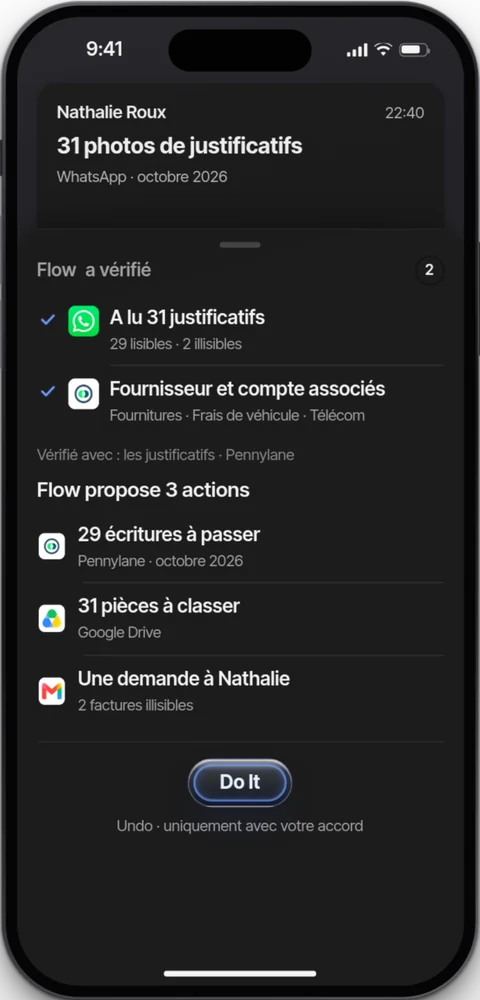 9:41
Nathalie Roux 22:40
31 photos de justificatifs
WhatsApp · octobre 2026
Flow a vérifié 2
A lu 31 justificatifs
29 lisibles · 2 illisibles
Fournisseur et compte associés
Fournitures · Frais de véhicule · Télécom
Vérifié avec : les justificatifs · Pennylane
Flow propose 3 actions
29 écritures à passer
Pennylane · octobre 2026
31 pièces à classer
Google Drive
Une demande à Nathalie
2 factures illisibles
Do It
Undo · uniquement avec votre accord